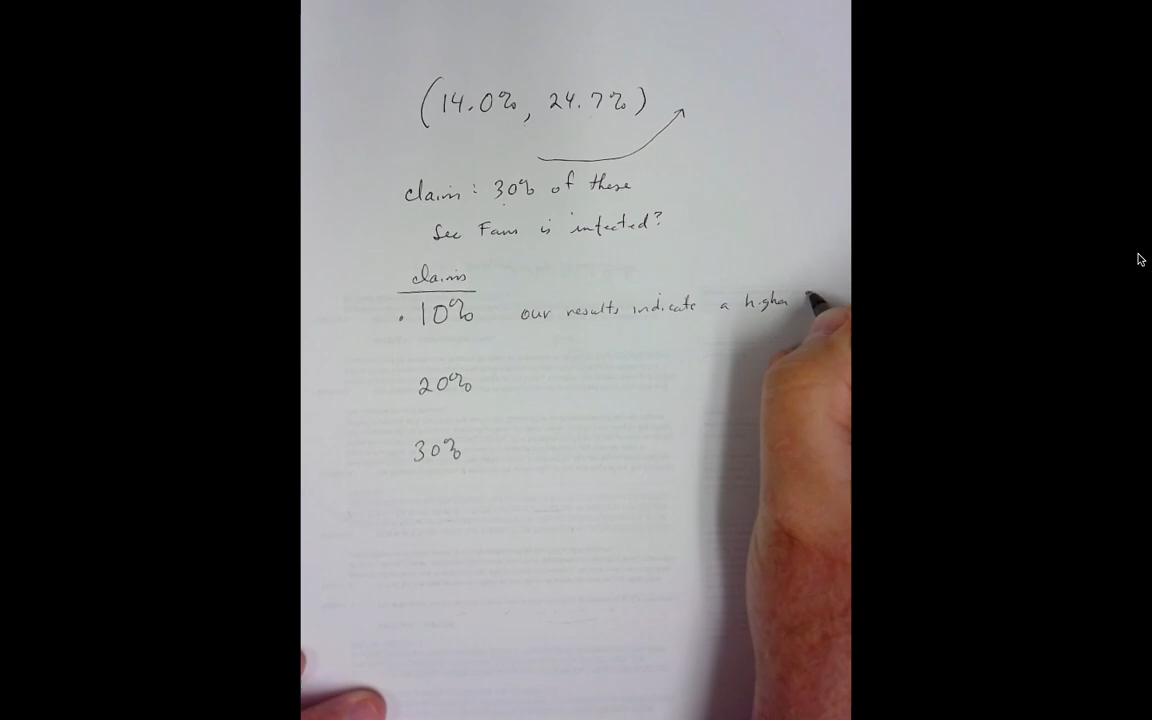 (14.0%, 24.7%)
claim: 30% of these
Sea Fans is infected?
claims
10% our results indicate a higher
20%
30%